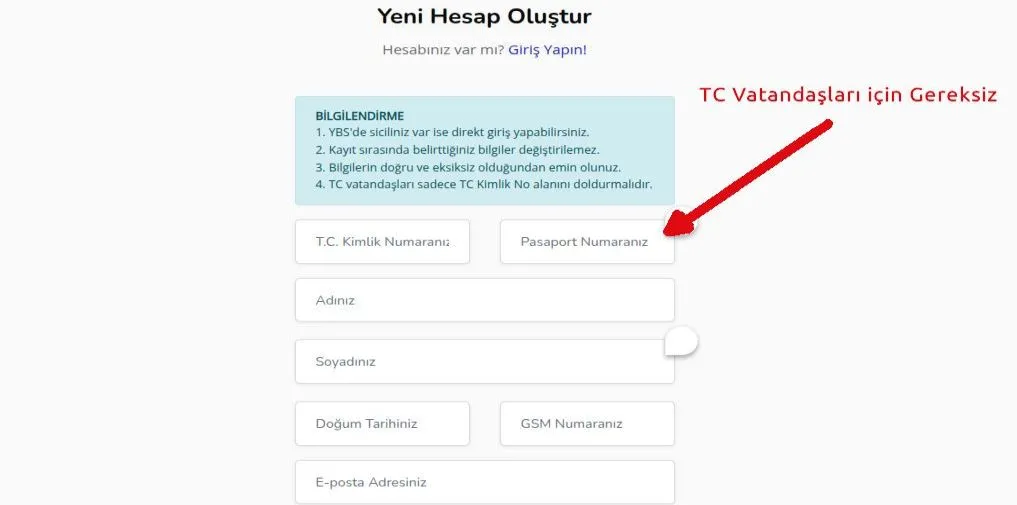 Yeni Hesap Oluştur
Hesabınız var mı? Giriş Yapın!
TC Vatandaşları için Gereksiz
BİLGİLENDİRME
1. YBS'de siciliniz var ise direkt giriş yapabilirsiniz.
2. Kayıt sırasında belirttiğiniz bilgiler değiştirilemez.
3. Bilgilerin doğru ve eksiksiz olduğundan emin olunuz.
4. TC vatandaşları sadece TC Kimlik No alanını doldurmalıdır.
T.C. Kimlik Numaranız Pasaport Numaranız
Adınız
Soyadınız
Doğum Tarihiniz GSM Numaranız
E-posta Adresiniz